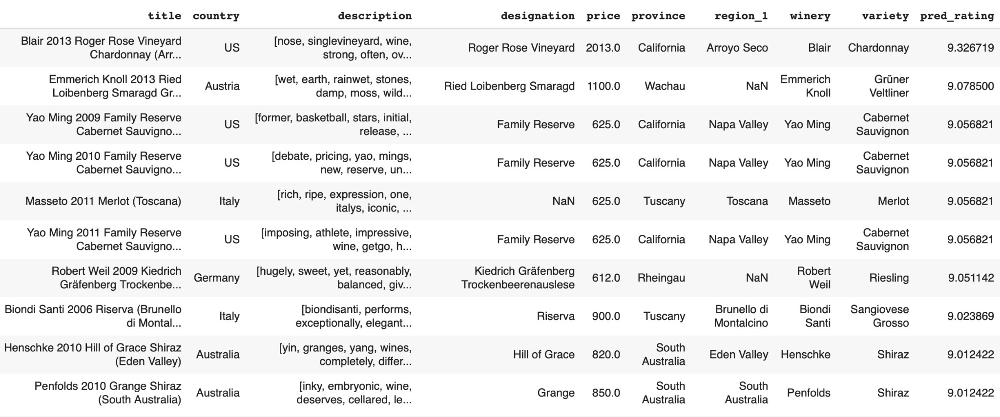 title country description designation price province region_1 winery variety pred_rating
Blair 2013 Roger Rose Vineyard Chardonnay (Arr... US [nose, singlevineyard, wine, strong, often, ov... Roger Rose Vineyard 2013.0 California Arroyo Seco Blair Chardonnay 9.326719
Emmerich Knoll 2013 Ried Loibenberg Smaragd Gr... Austria [wet, earth, rainwet, stones, damp, moss, wild... Ried Loibenberg Smaragd 1100.0 Wachau NaN Emmerich Knoll Grüner Veltliner 9.078500
Yao Ming 2009 Family Reserve Cabernet Sauvigno... US [former, basketball, stars, initial, release, ... Family Reserve 625.0 California Napa Valley Yao Ming Cabernet Sauvignon 9.056821
Yao Ming 2010 Family Reserve Cabernet Sauvigno... US [debate, pricing, yao, mings, new, reserve, un... Family Reserve 625.0 California Napa Valley Yao Ming Cabernet Sauvignon 9.056821
Masseto 2011 Merlot (Toscana) Italy [rich, ripe, expression, one, italys, iconic, ... NaN 625.0 Tuscany Toscana Masseto Merlot 9.056821
Yao Ming 2011 Family Reserve Cabernet Sauvigno... US [imposing, athlete, impressive, wine, getgo, h... Family Reserve 625.0 California Napa Valley Yao Ming Cabernet Sauvignon 9.056821
Robert Weil 2009 Kiedrich Gräfenberg Trockenbe... Germany [hugely, sweet, yet, reasonably, balanced, giv... Kiedrich Gräfenberg Trockenbeerenauslese 612.0 Rheingau NaN Robert Weil Riesling 9.051142
Biondi Santi 2006 Riserva (Brunello di Montal... Italy [biondisanti, performs, exceptionally, elegant... Riserva 900.0 Tuscany Brunello di Montalcino Biondi Santi Sangiovese Grosso 9.023869
Henschke 2010 Hill of Grace Shiraz (Eden Valley) Australia [yin, granges, yang, wines, completely, differ... Hill of Grace 820.0 South Australia Eden Valley Henschke Shiraz 9.012422
Penfolds 2010 Grange Shiraz (South Australia) Australia [inky, embryonic, wine, deserves, cellared, le... Grange 850.0 South Australia South Australia Penfolds Shiraz 9.012422